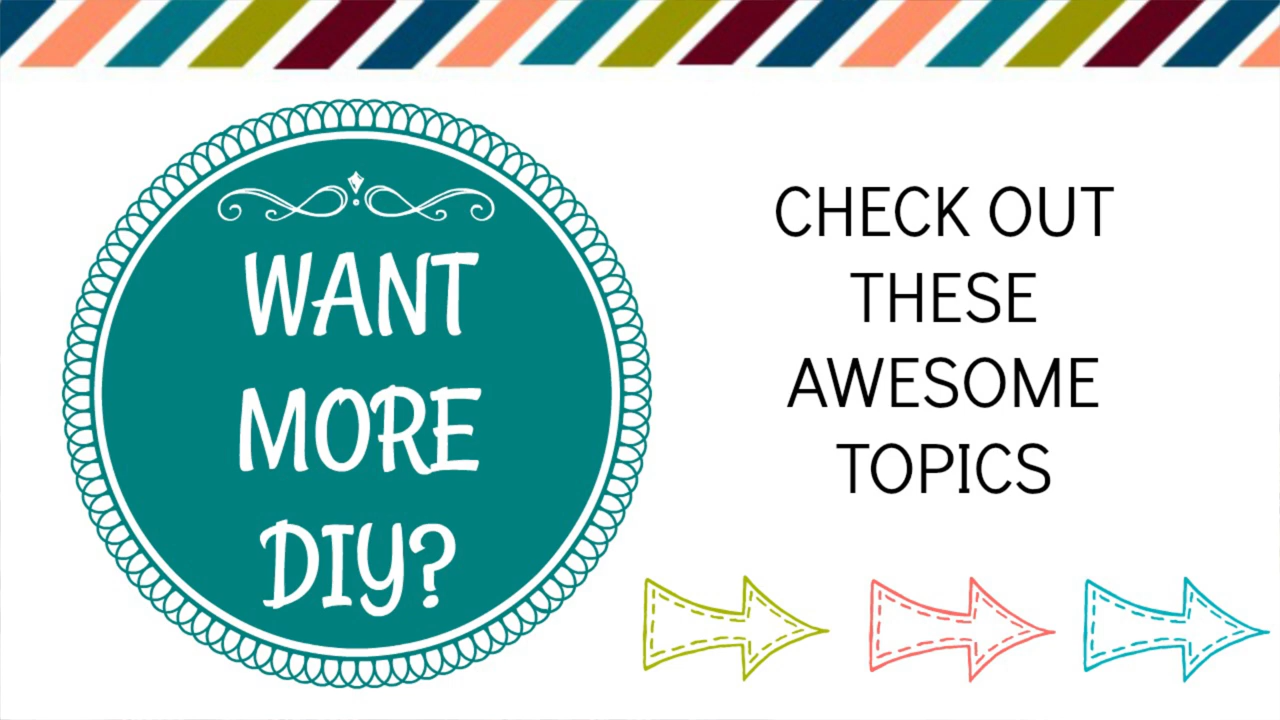 WANT
MORE
DIY?
CHECK OUT
THESE
AWESOME
TOPICS